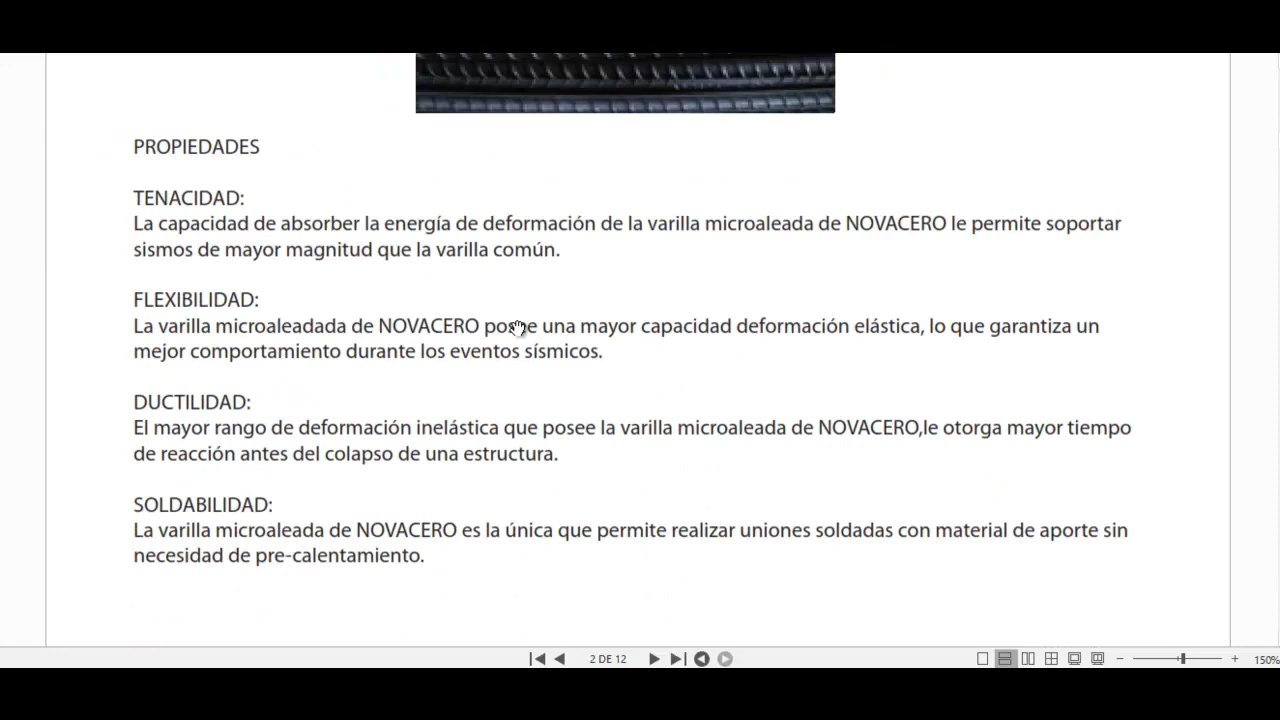 PROPIEDADES
TENACIDAD:
La capacidad de absorber la energía de deformación de la varilla microaleada de NOVACERO le permite soportar
sismos de mayor magnitud que la varilla común.
FLEXIBILIDAD:
La varilla microaleadada de NOVACERO posee una mayor capacidad deformación elástica, lo que garantiza un
mejor comportamiento durante los eventos sísmicos.
DUCTILIDAD:
El mayor rango de deformación inelástica que posee la varilla microaleada de NOVACERO,le otorga mayor tiempo
de reacción antes del colapso de una estructura.
SOLDABILIDAD:
La varilla microaleada de NOVACERO es la única que permite realizar uniones soldadas con material de aporte sin
necesidad de pre-calentamiento.
2 DE 12
150%